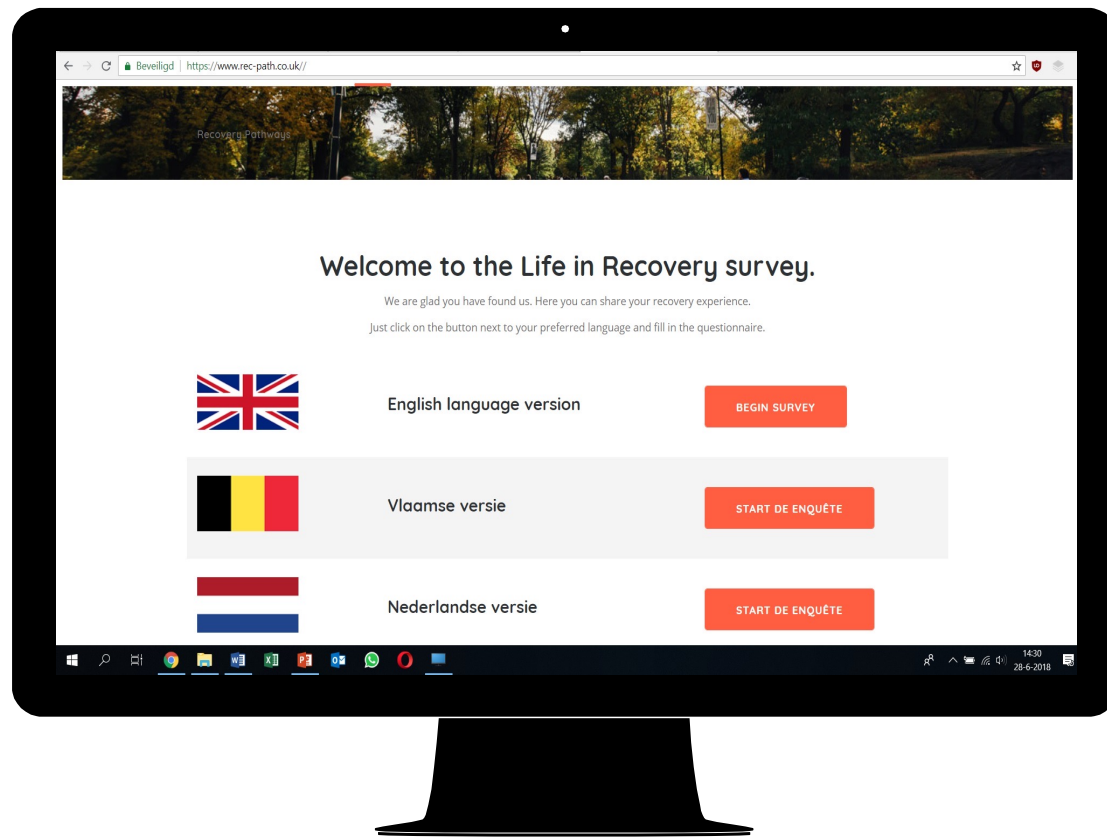 Beveiligd | https://www.rec-path.co.uk//
Recovery Pathways
Welcome to the Life in Recovery survey.
We are glad you have found us. Here you can share your recovery experience.
Just click on the button next to your preferred language and fill in the questionnaire.
English language version
BEGIN SURVEY
Vlaamse versie
START DE ENQUÊTE
Nederlandse versie
START DE ENQUÊTE
14:30
28-6-2018